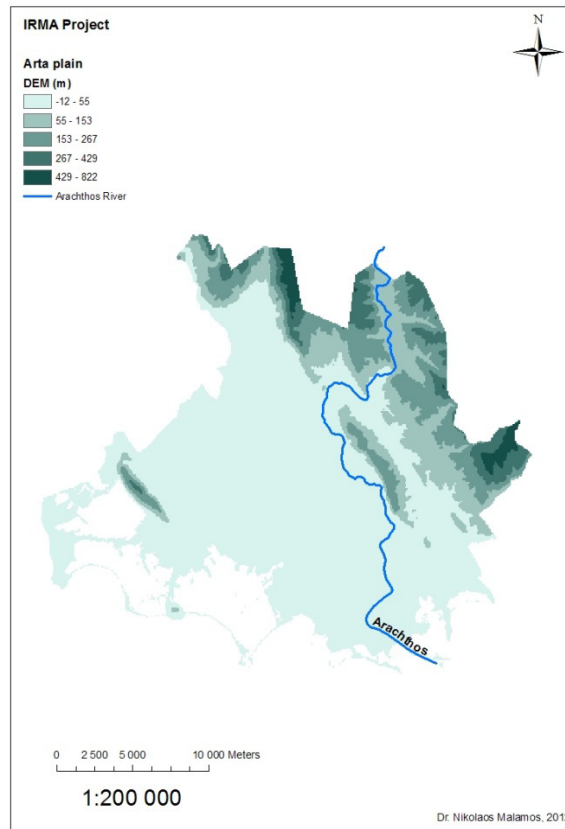 IRMA Project
N
Arta plain
DEM (m)
-12 - 55
55 - 153
153 - 267
267 - 429
429 - 822
Arachthos River
Arachthos
0 2 500 5 000 10 000 Meters
1:200 000
Dr. Nikolaos Malamos,